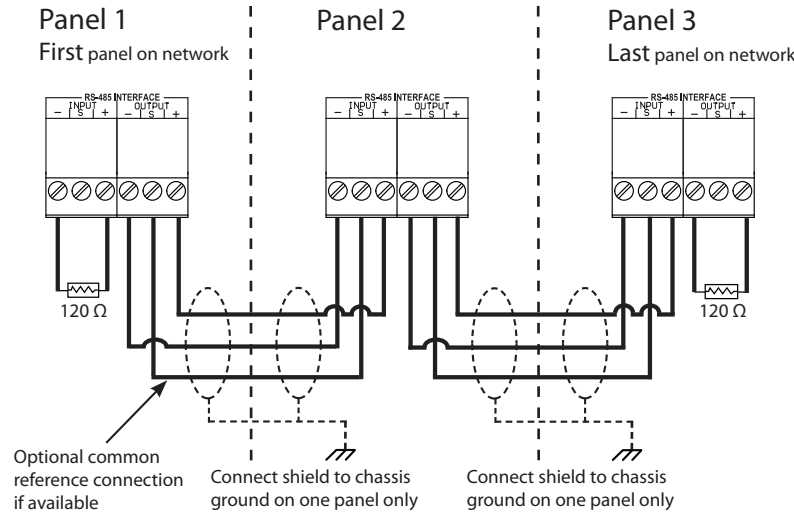 Panel 1
First panel on network
Panel 2
Panel 3
Last panel on network
RS-485 INTERFACE
INPUT OUTPUT
- S + - S +
RS-485 INTERFACE
INPUT OUTPUT
- S + - S +
RS-485 INTERFACE
INPUT OUTPUT
- S + - S +
120 Ω
120 Ω
Optional common
reference connection
if available
Connect shield to chassis
ground on one panel only
Connect shield to chassis
ground on one panel only